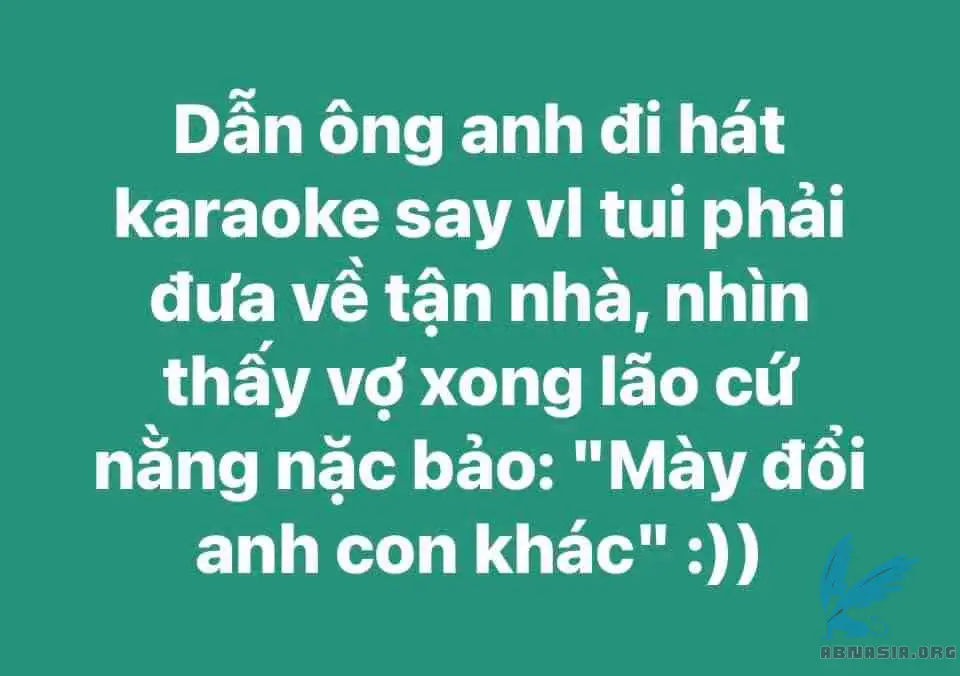 Dẫn ông anh đi hát
karaoke say vl tui phải
đưa về tận nhà, nhìn
thấy vợ xong lão cứ
nằng nặc bảo: "Mày đổi
anh con khác" :))
ABNASIA.ORG